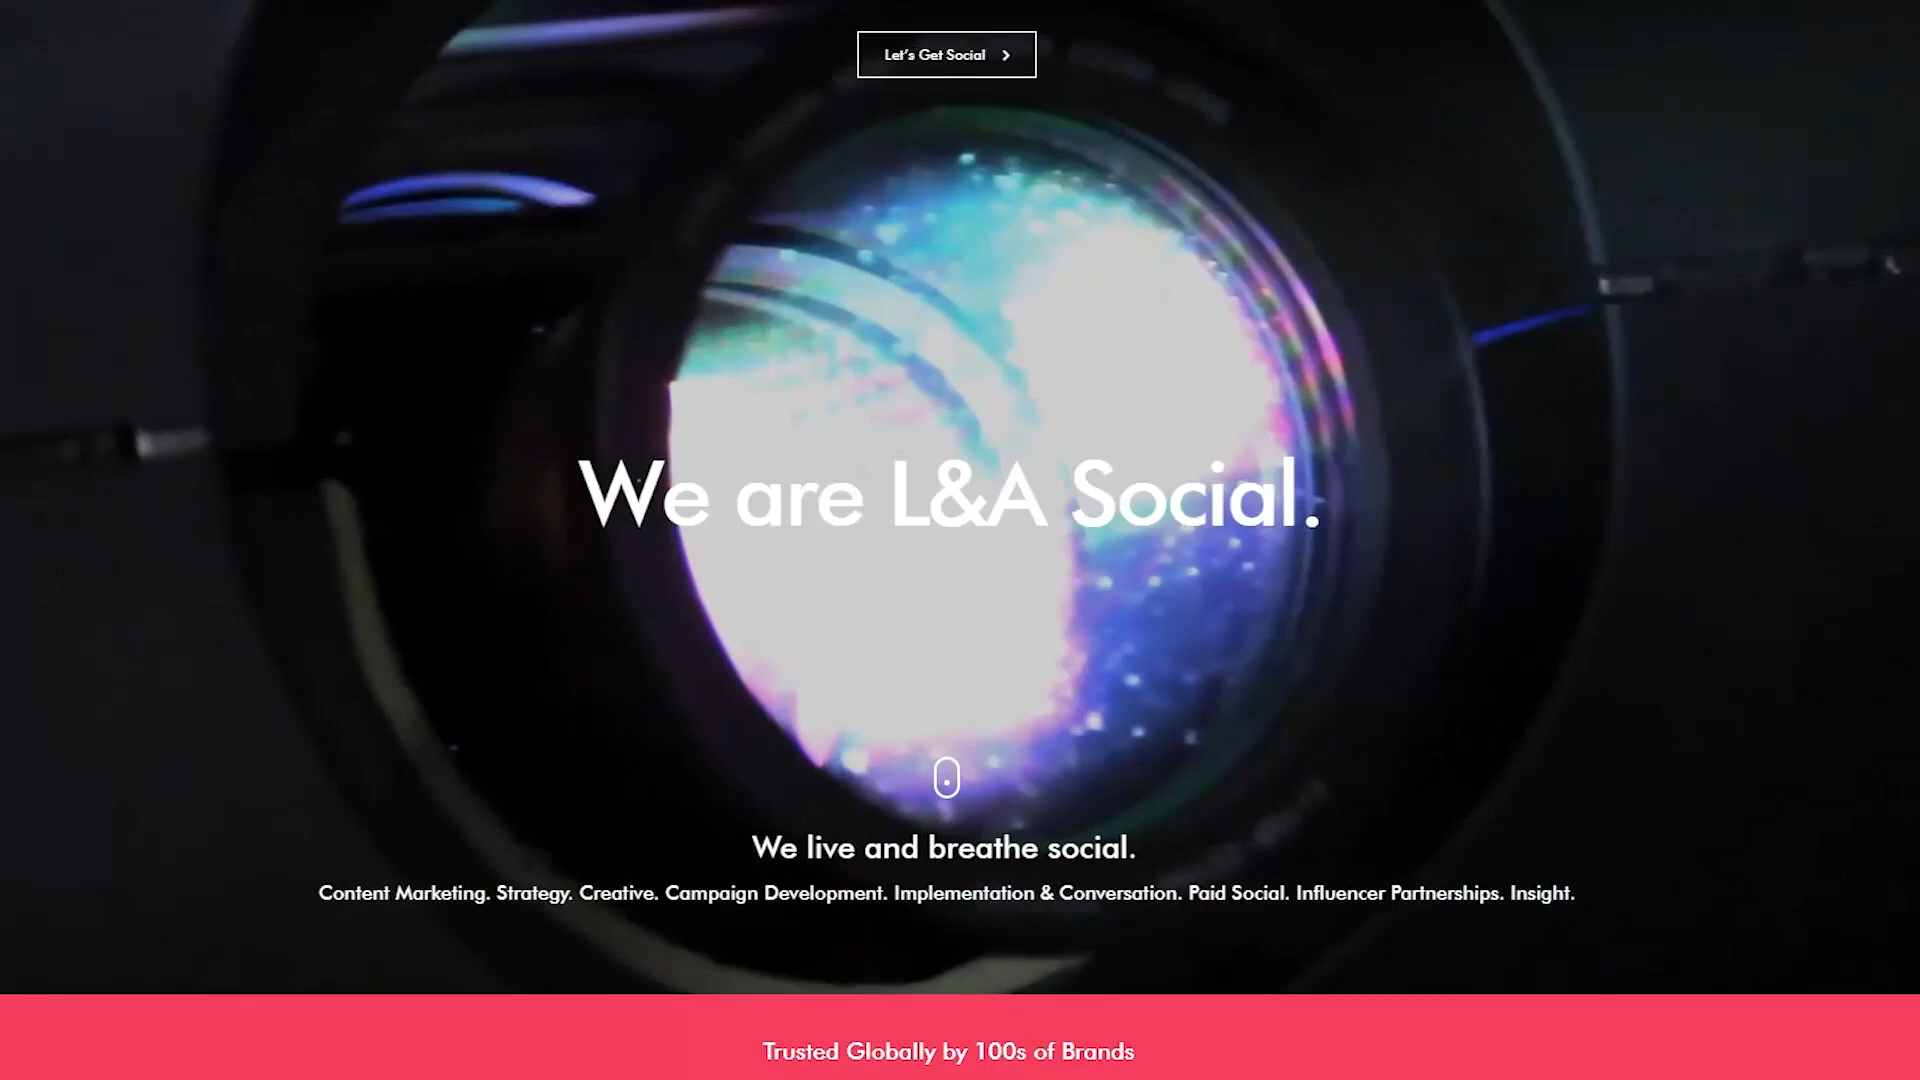 Let's Get Social
We are L&A Social.
We live and breathe social.
Content Marketing. Strategy. Creative. Campaign Development. Implementation & Conversation. Paid Social. Influencer Partnerships. Insight.
Trusted Globally by 100s of Brands